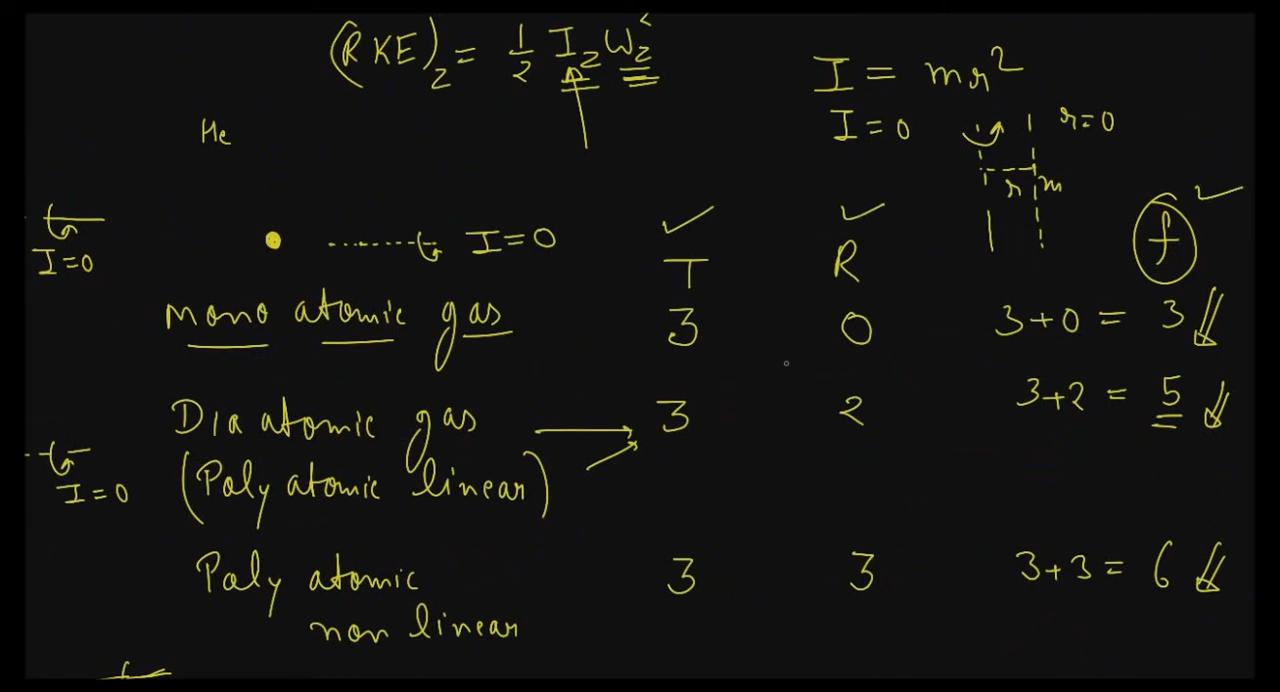 (RKE)₂ = 1/2 I₂ω₂²
I = mr²
I = 0 r=0
He
r m
I=0
I=0
T R f
mono atomic gas 3 0 3+0 = 3
Dia atomic gas 3 2 3+2 = 5
(Poly atomic linear)
I=0
Poly atomic 3 3 3+3 = 6
non linear